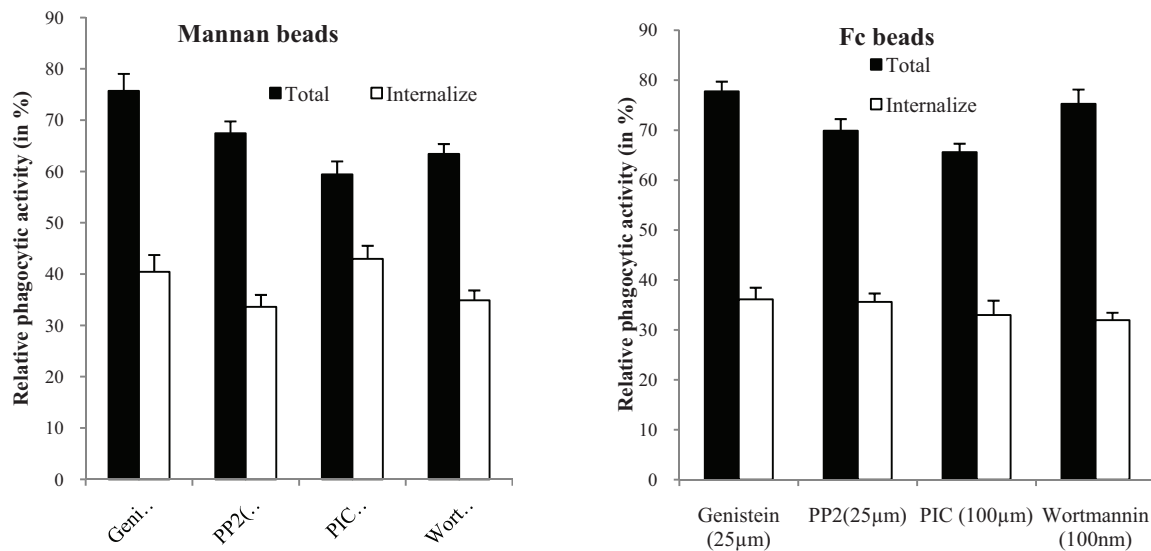 Mannan beads
Total Internalize
Relative phagocytic activity (in %)
90
80
70
60
50
40
30
20
10
0
Geni..
PP2(..
PIC..
Wort..
Fc beads
Total
Internalize
Relative phagocytic activity (in %)
90
80
70
60
50
40
30
20
10
0
Genistein
(25µm)
PP2(25µm)
PIC (100µm)
Wortmannin
(100nm)